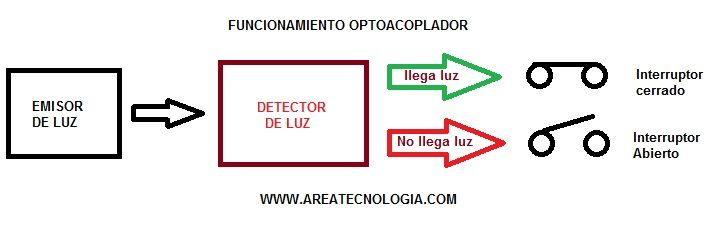 FUNCIONAMIENTO OPTOACOPLADOR
EMISOR
DE LUZ
DETECTOR
DE LUZ
llega luz
Interruptor
cerrado
No llega luz
Interruptor
Abierto
WWW.AREATECNOLOGIA.COM